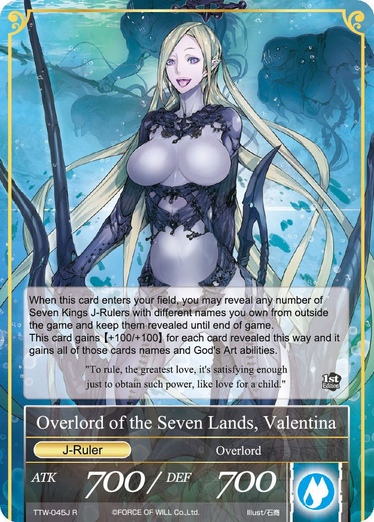 When this card enters your field, you may reveal any number of
Seven Kings J-Rulers with different names you own from outside
the game and keep them revealed until end of game.
This card gains 【+100/+100】 for each card revealed this way and it
gains all of those cards names and God's Art abilities.
"To rule, the greatest love, it's satisfying enough
just to obtain such power, like love for a child."
1st
Edition
Overlord of the Seven Lands, Valentina
J-Ruler
Overlord
ATK 700 / DEF 700
TTW-045J R ©FORCE OF WILL Co.,Ltd. Illust/石商